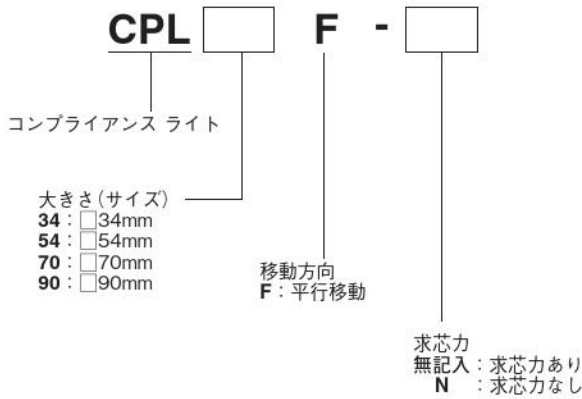 CPL □ F - □
コンプライアンス ライト
大きさ(サイズ)
34:□34mm
54:□54mm
70:□70mm
90:□90mm
移動方向
F:平行移動
求芯力
無記入:求芯力あり
N:求芯力なし